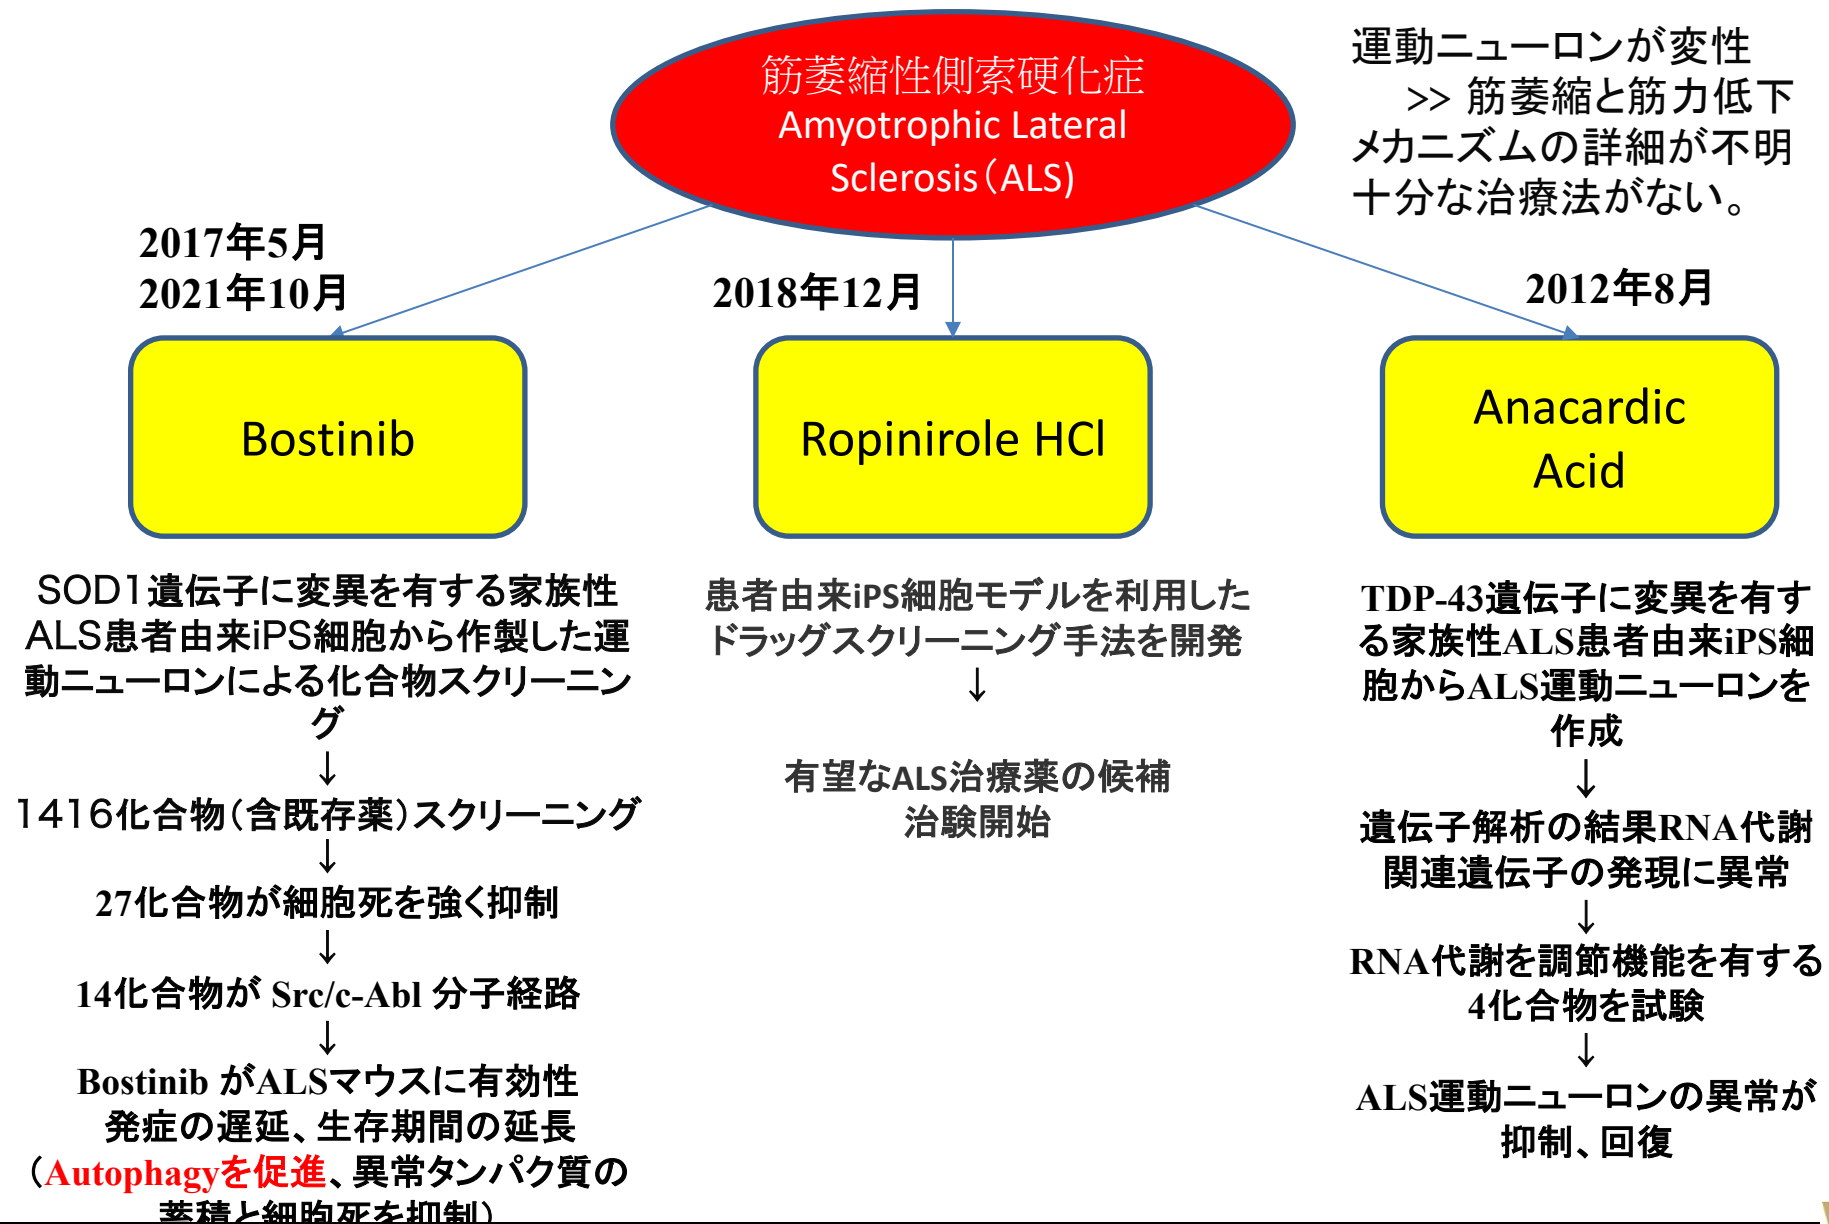 筋萎縮性側索硬化症
Amyotrophic Lateral
Sclerosis（ALS)
運動ニューロンが変性
>> 筋萎縮と筋力低下
メカニズムの詳細が不明
十分な治療法がない。
2017年5月
2021年10月
Bostinib
SOD1遺伝子に変異を有する家族性
ALS患者由来iPS細胞から作製した運
動ニューロンによる化合物スクリーニン
グ
↓
1416化合物（含既存薬）スクリーニング
↓
27化合物が細胞死を強く抑制
↓
14化合物が Src/c-Abl 分子経路
↓
Bostinib がALSマウスに有効性
発症の遅延、生存期間の延長
（Autophagyを促進、異常タンパク質の
蓄積と細胞死を抑制）
2018年12月
Ropinirole HCl
患者由来iPS細胞モデルを利用した
ドラッグスクリーニング手法を開発
↓
有望なALS治療薬の候補
治験開始
2012年8月
Anacardic
Acid
TDP-43遺伝子に変異を有す
る家族性ALS患者由来iPS細
胞からALS運動ニューロンを
作成
↓
遺伝子解析の結果RNA代謝
関連遺伝子の発現に異常
↓
RNA代謝を調節機能を有する
4化合物を試験
↓
ALS運動ニューロンの異常が
抑制、回復